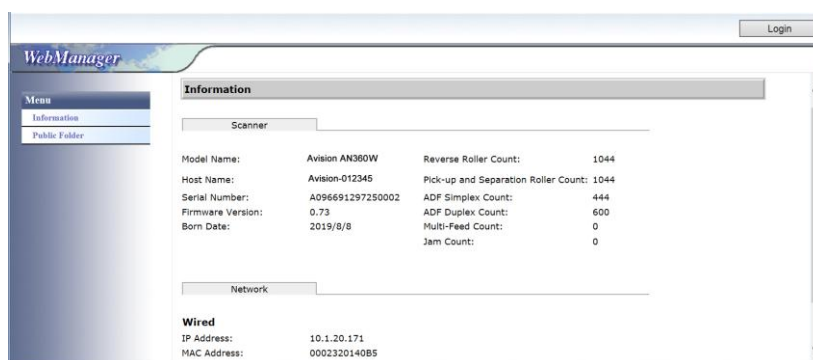 Login
WebManager
Menu
Information
Public Folder
Information
Scanner
Model Name: Avision AN360W Reverse Roller Count: 1044
Host Name: Avision-012345 Pick-up and Separation Roller Count: 1044
Serial Number: A096691297250002 ADF Simplex Count: 444
Firmware Version: 0.73 ADF Duplex Count: 600
Born Date: 2019/8/8 Multi-Feed Count: 0
Jam Count: 0
Network
Wired
IP Address: 10.1.20.171
MAC Address: 0002320140B5